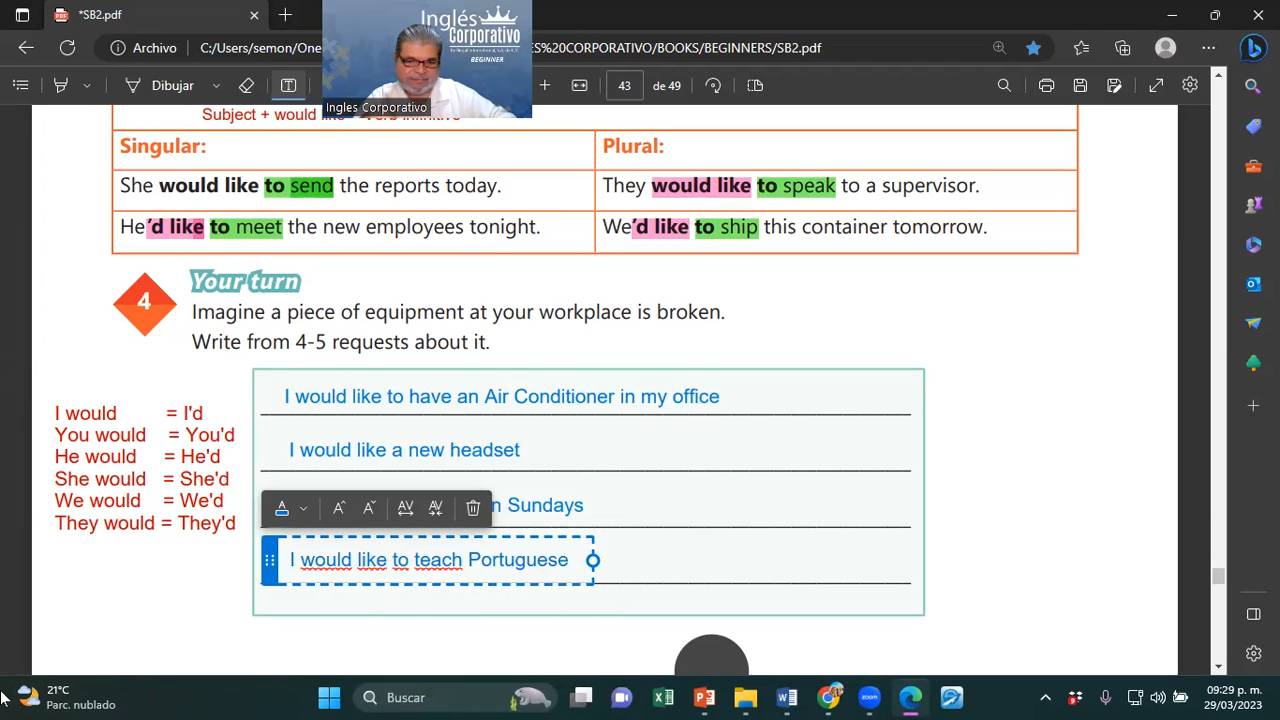 *SB2.pdf
Archivo C:/Users/semon/One S%20CORPORATIVO/BOOKS/BEGINNERS/SB2.pdf
Dibujar 43 de 49
Inglés
Corporativo
BEGINNER
Ingles Corporativo
Subject + would
Singular: Plural:
She would like to send the reports today. They would like to speak to a supervisor.
He'd like to meet the new employees tonight. We'd like to ship this container tomorrow.
4 Your turn
Imagine a piece of equipment at your workplace is broken.
Write from 4-5 requests about it.
I would like to have an Air Conditioner in my office
I would like a new headset
n Sundays
I would like to teach Portuguese
I would = I'd
You would = You'd
He would = He'd
She would = She'd
We would = We'd
They would = They'd
21°C
Parc. nublado
Buscar
09:29 p. m.
29/03/2023